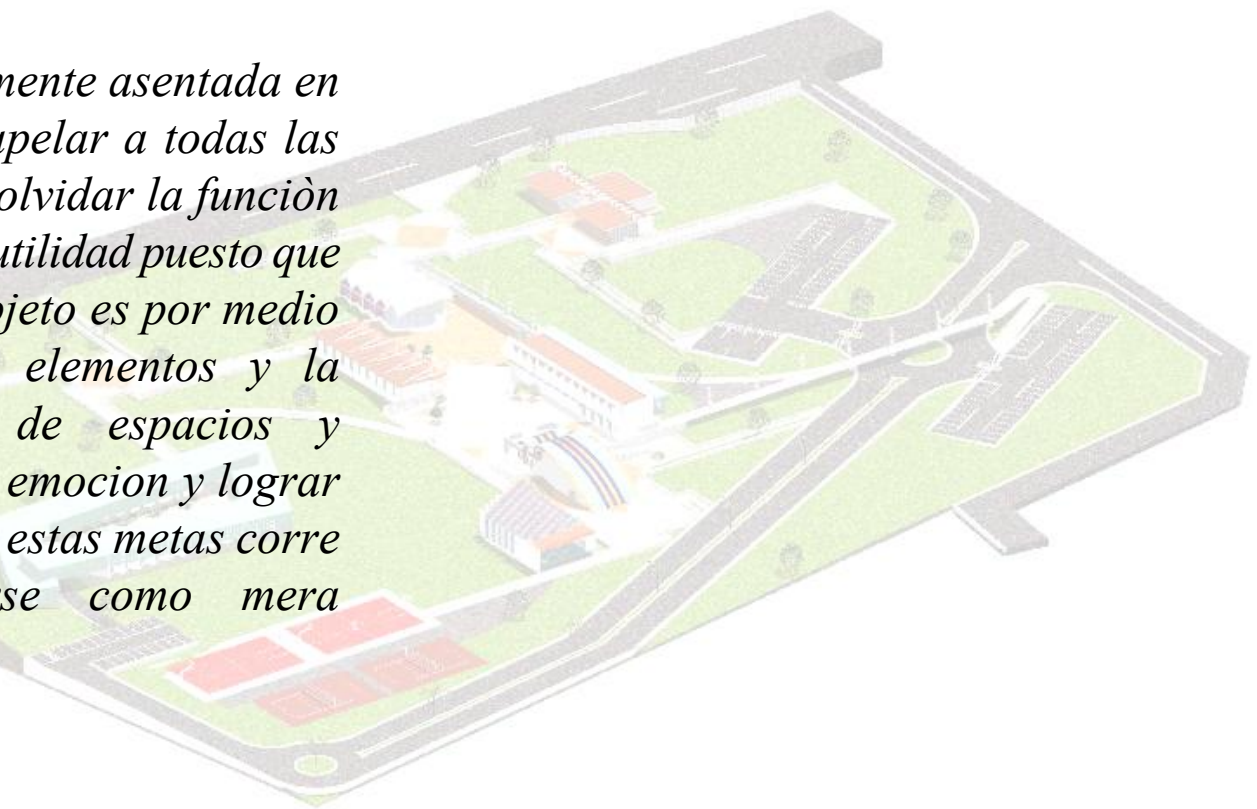 mente asentada en
apelar a todas las
olvidar la funciòn
utilidad puesto que
bjeto es por medio
elementos y la
de espacios y
emocion y lograr
estas metas corre
rse como mera